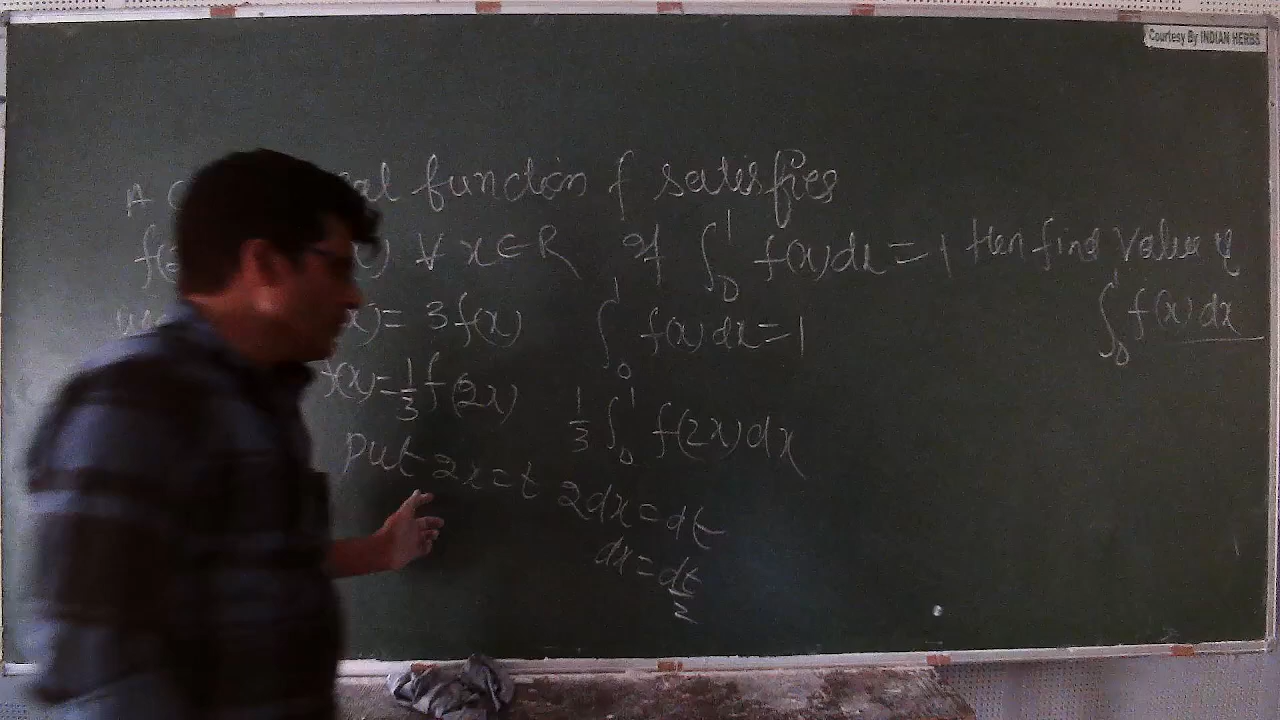 Courtesy By INDIAN HERBS
A function f satisfies
∀ x ∈ R If ∫₀¹ f(x) dx = 1 then find value of
∫₀¹ f(x) dx
x) = 3f(x) ∫₀¹ f(x) dx = 1
f(x) = 1/3 f(2x) 1/3 ∫₀¹ f(2x) dx
Put 2x = t 2dx = dt
dx = dt/2